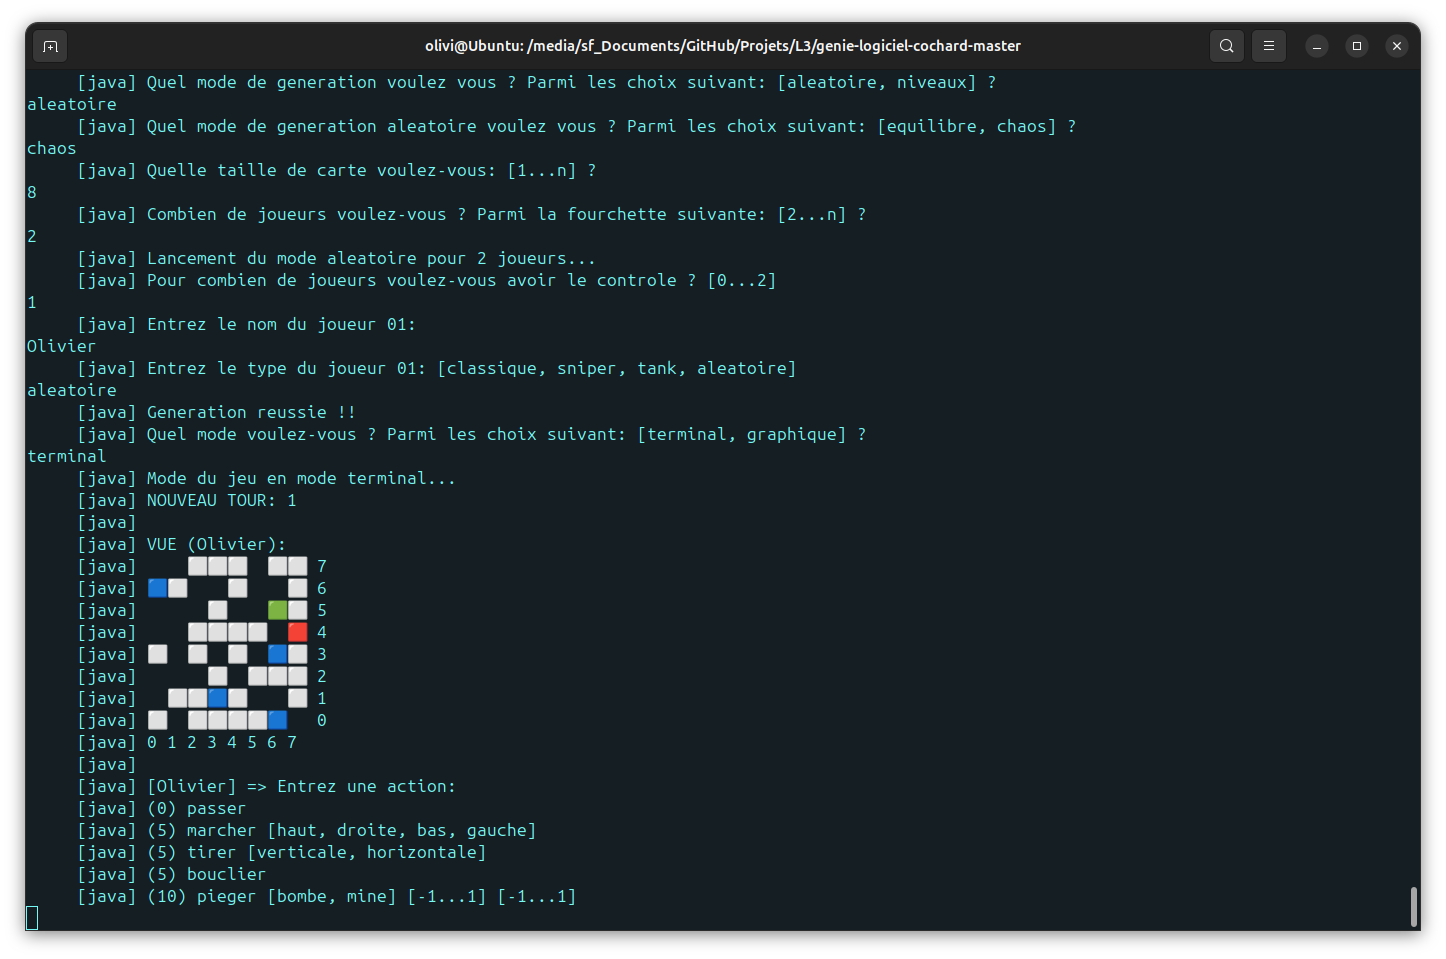 olivi@Ubuntu: /media/sf_Documents/GitHub/Projets/L3/genie-logiciel-cochard-master
[java] Quel mode de generation voulez vous ? Parmi les choix suivant: [aleatoire, niveaux] ?
aleatoire
[java] Quel mode de generation aleatoire voulez vous ? Parmi les choix suivant: [equilibre, chaos] ?
chaos
[java] Quelle taille de carte voulez-vous: [1...n] ?
8
[java] Combien de joueurs voulez-vous ? Parmi la fourchette suivante: [2...n] ?
2
[java] Lancement du mode aleatoire pour 2 joueurs...
[java] Pour combien de joueurs voulez-vous avoir le controle ? [0...2]
1
[java] Entrez le nom du joueur 01:
Olivier
[java] Entrez le type du joueur 01: [classique, sniper, tank, aleatoire]
aleatoire
[java] Generation reussie !!
[java] Quel mode voulez-vous ? Parmi les choix suivant: [terminal, graphique] ?
terminal
[java] Mode du jeu en mode terminal...
[java] NOUVEAU TOUR: 1
[java]
[java] VUE (Olivier):
[java] 7
[java] 6
[java] 5
[java] 4
[java] 3
[java] 2
[java] 1
[java] 0
[java] 0 1 2 3 4 5 6 7
[java]
[java] [Olivier] => Entrez une action:
[java] (0) passer
[java] (5) marcher [haut, droite, bas, gauche]
[java] (5) tirer [verticale, horizontale]
[java] (5) bouclier
[java] (10) pieger [bombe, mine] [-1...1] [-1...1]